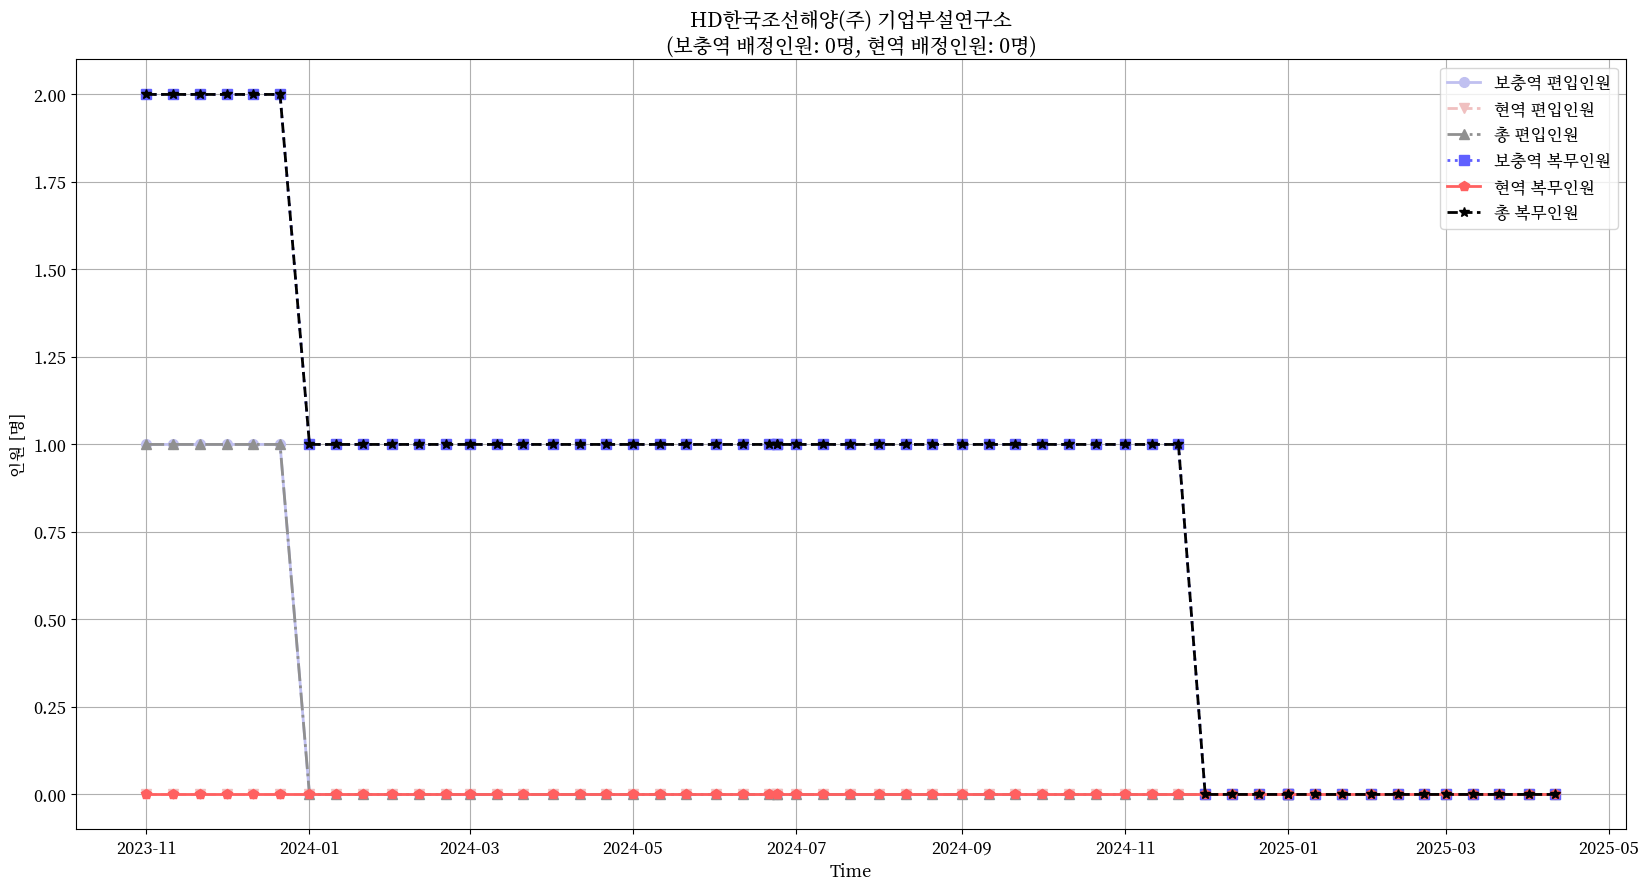 HD한국조선해양(주) 기업부설연구소
(보충역 배정인원: 0명, 현역 배정인원: 0명)
보충역 편입인원
현역 편입인원
총 편입인원
보충역 복무인원
현역 복무인원
총 복무인원
인원 [명]
2.00
1.75
1.50
1.25
1.00
0.75
0.50
0.25
0.00
2023-11
2024-01
2024-03
2024-05
2024-07
2024-09
2024-11
2025-01
2025-03
2025-05
Time